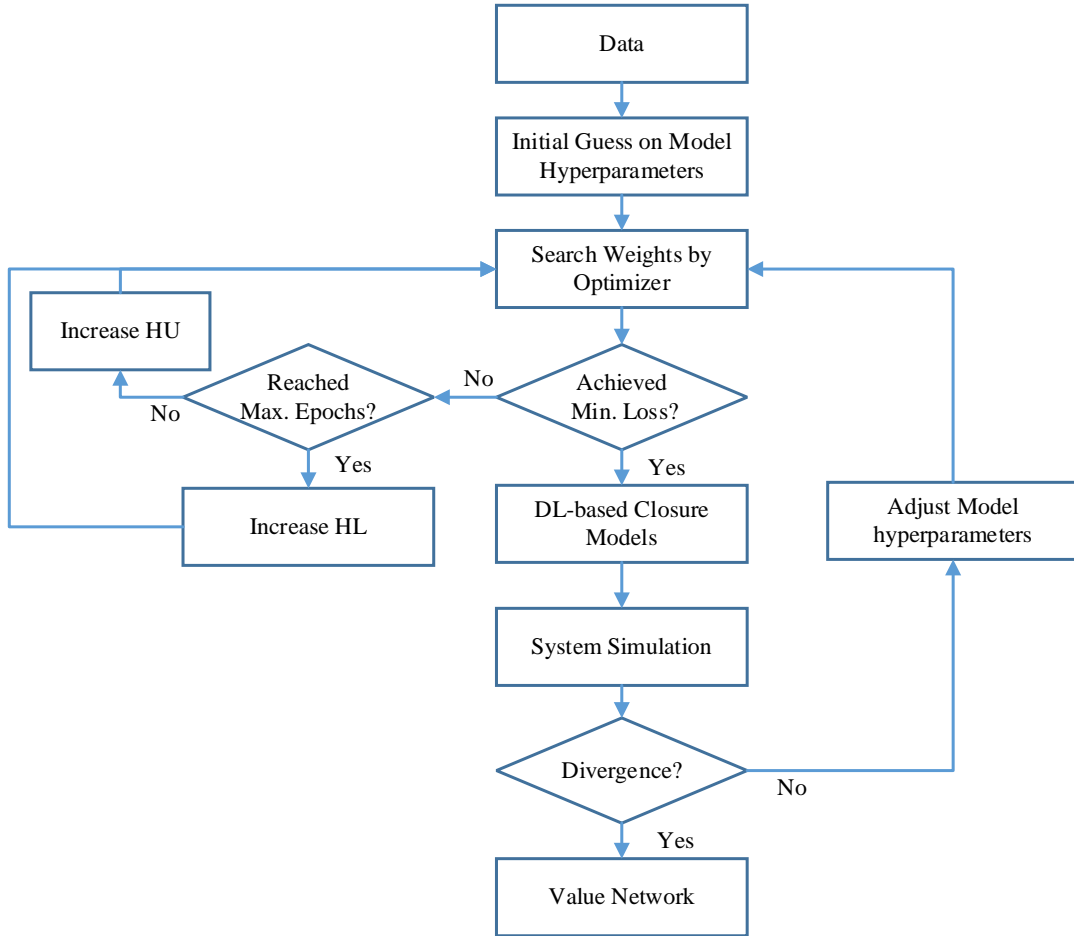 Data
Initial Guess on Model
Hyperparameters
Search Weights by
Optimizer
Increase HU
Reached
Max. Epochs?
No
Achieved
Min. Loss?
No
Yes
Yes
Increase HL
DL-based Closure
Models
Adjust Model
hyperparameters
System Simulation
Divergence?
No
Yes
Value Network